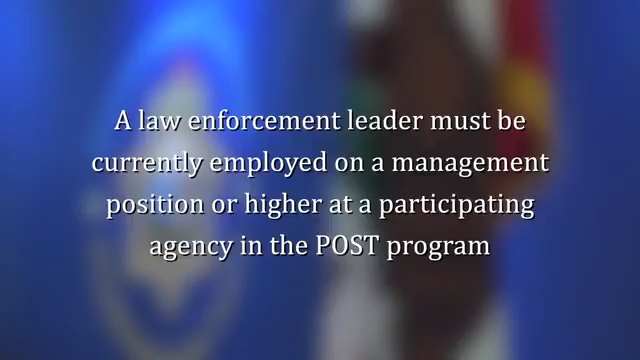 A law enforcement leader must be
currently employed on a management
position or higher at a participating
agency in the POST program